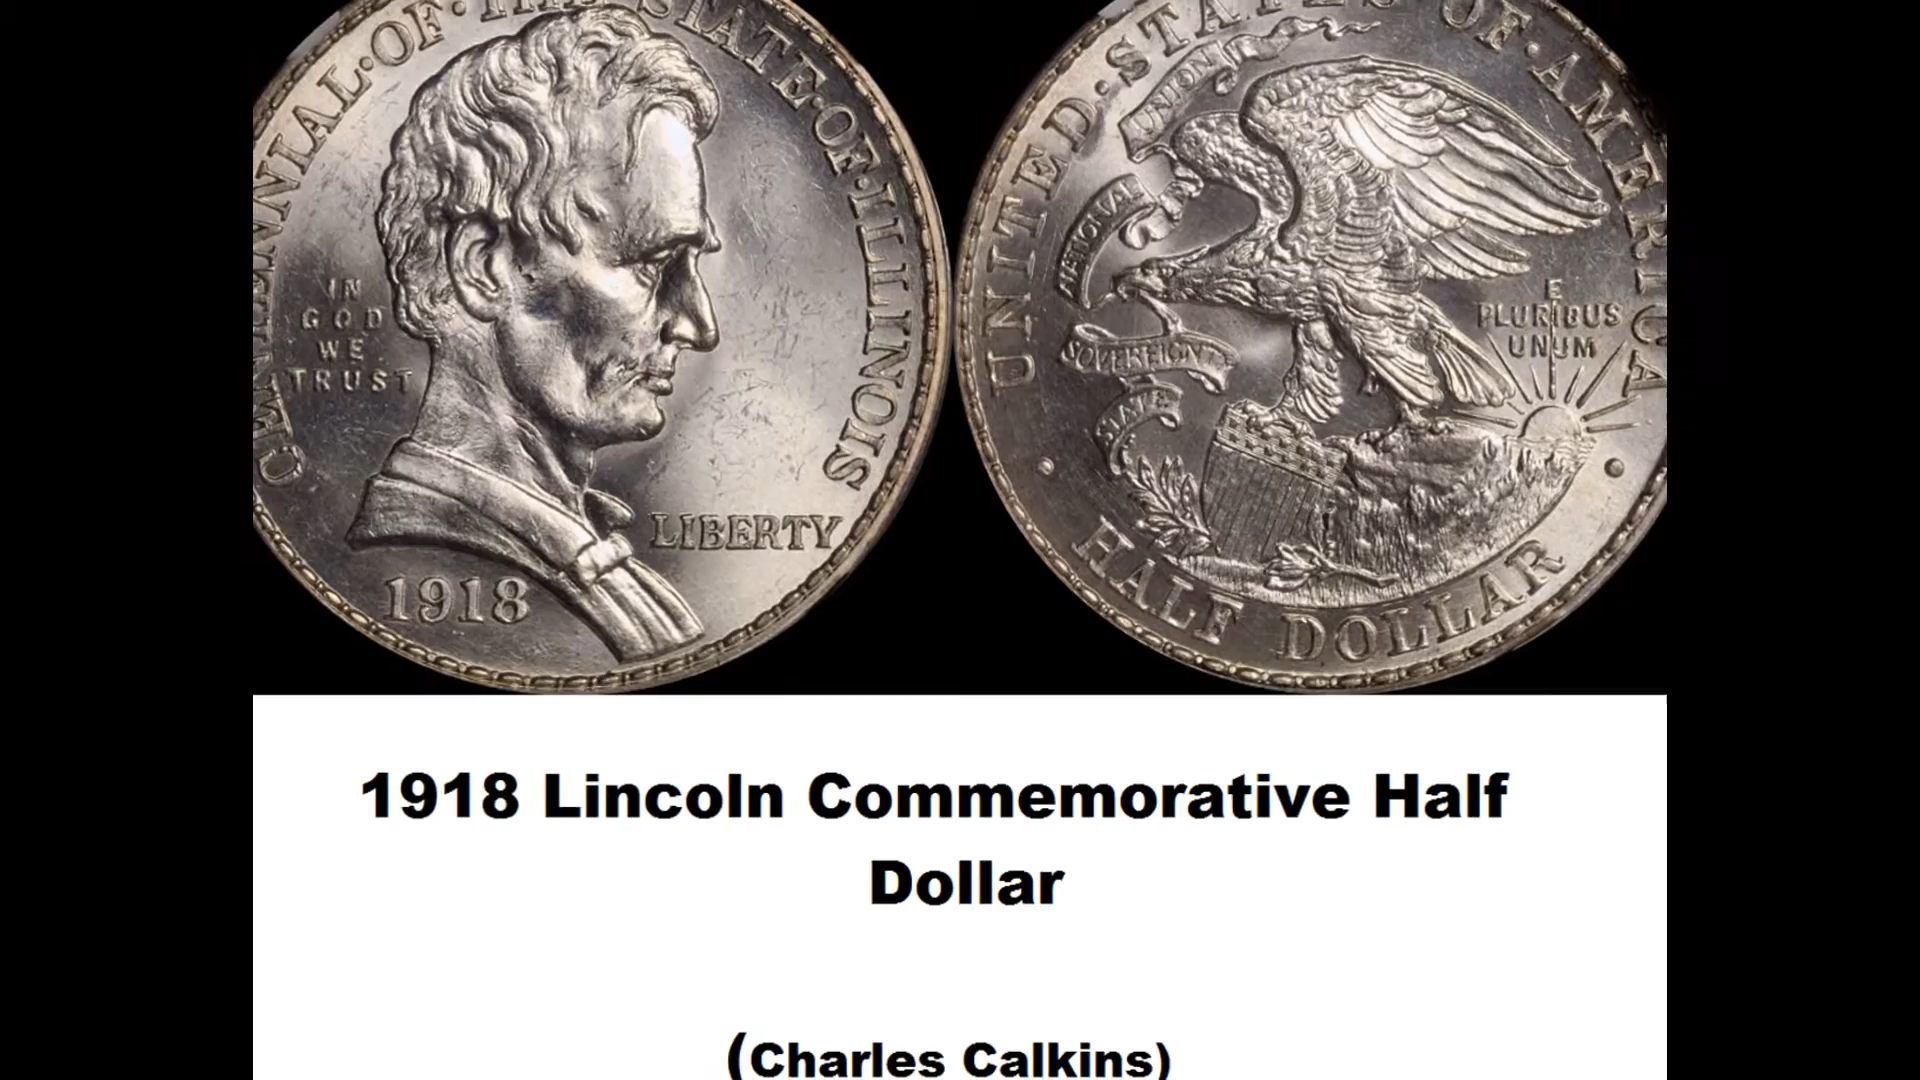 CENTENNIAL·OF·THE STATE·OF·ILLINOIS
IN
GOD
WE
TRUST
LIBERTY
1918
UNITED·STATES OF·AMERICA
UNION
NATIONAL
SOVEREIGNTY
STATE
E
PLURIBUS
UNUM
HALF DOLLAR
1918 Lincoln Commemorative Half
Dollar
(Charles Calkins)